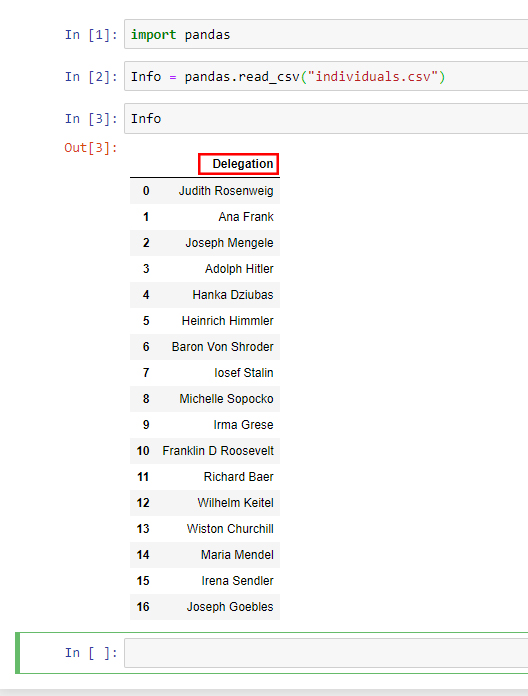 In [1]: import pandas
In [2]: Info = pandas.read_csv("individuals.csv")
In [3]: Info
Out[3]:
Delegation
0 Judith Rosenweig
1 Ana Frank
2 Joseph Mengele
3 Adolph Hitler
4 Hanka Dziubas
5 Heinrich Himmler
6 Baron Von Shroder
7 Iosef Stalin
8 Michelle Sopocko
9 Irma Grese
10 Franklin D Roosevelt
11 Richard Baer
12 Wilhelm Keitel
13 Wiston Churchill
14 Maria Mendel
15 Irena Sendler
16 Joseph Goebles
In [ ]: